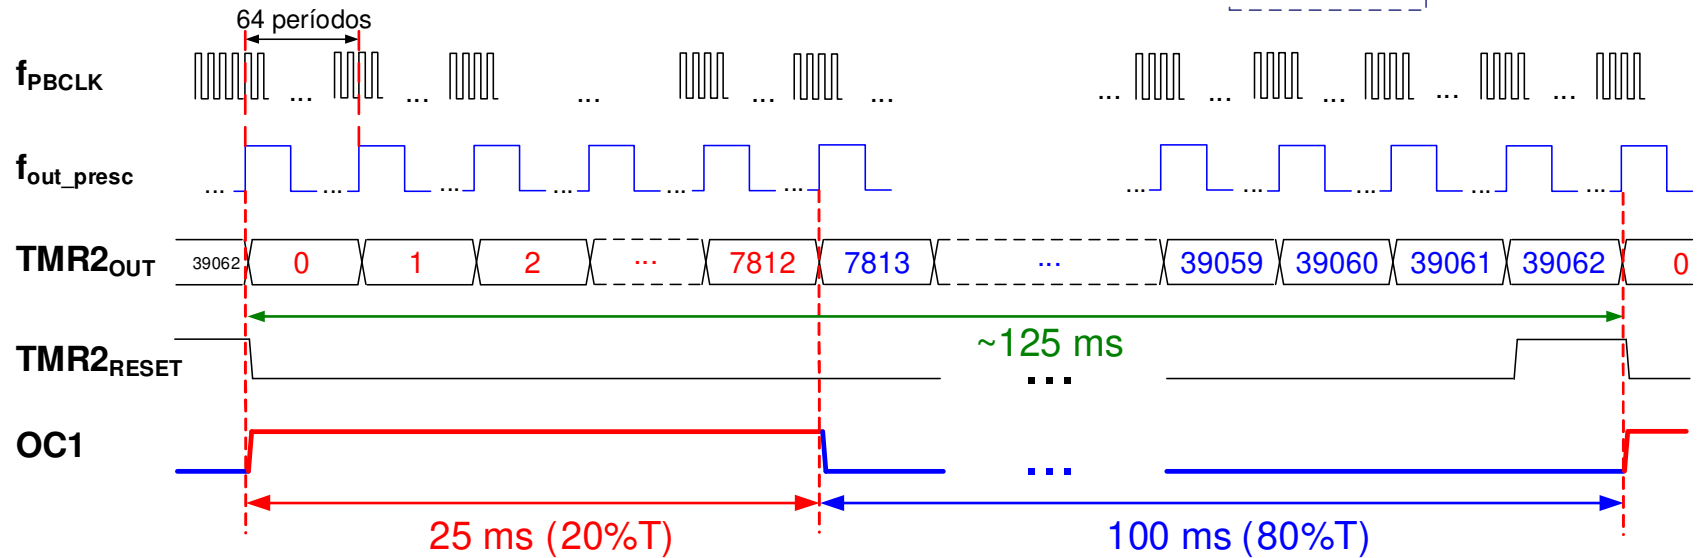 64 períodos
fPBCLK ... ... ... ... ... ... ... ... ... ...
fout_presc ... ... ... ... ... ... ... ... ... ... ...
TMR2OUT 39062 0 1 2 ... 7812 7813 ... 39059 39060 39061 39062 0
~125 ms
TMR2RESET ...
OC1 ...
25 ms (20%T) 100 ms (80%T)